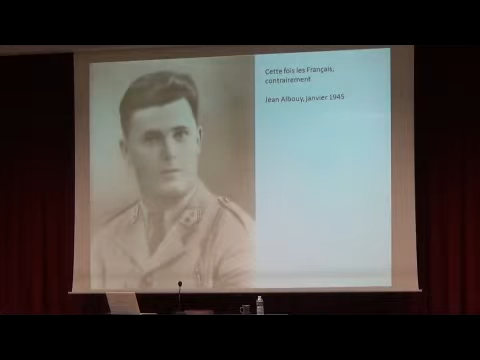 Cette fois les Français,
contrairement
Jean Albouy, janvier 1945